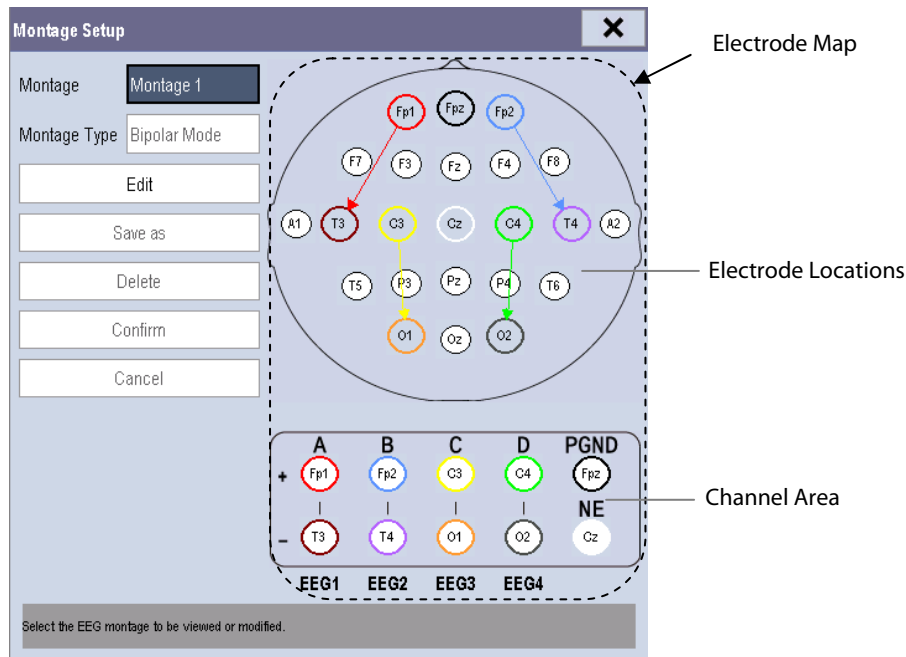 Montage Setup
Electrode Map
Montage
Montage 1
Montage Type
Bipolar Mode
Edit
Save as
Delete
Confirm
Cancel
Fp1 Fpz Fp2
F7 F3 Fz F4 F8
A1 T3 C3 Cz C4 T4 A2
T5 P3 Pz P4 T6
O1 Oz O2
Electrode Locations
A B C D PGND
+ Fp1 Fp2 C3 C4 Fpz
NE
- T3 T4 O1 O2 Cz
EEG1 EEG2 EEG3 EEG4
Channel Area
Select the EEG montage to be viewed or modified.